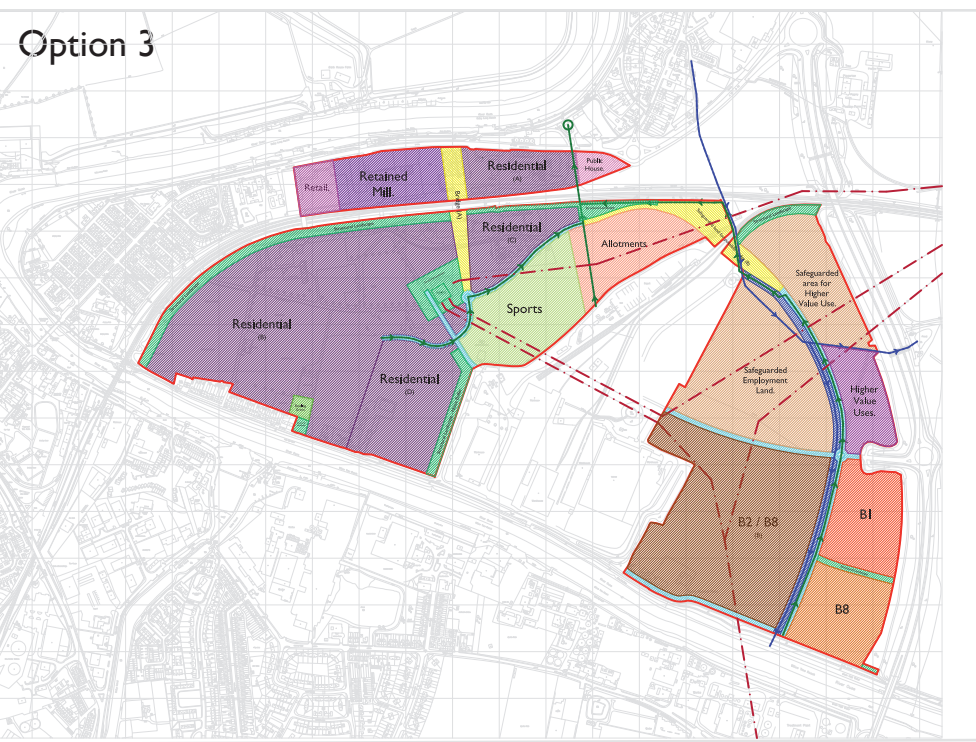 Option 3
Residential
(A)
Public
House.
Retained
Mill.
Retail.
Residential
(C)
Allotments.
Safeguarded
area for
Higher
Value Use.
Sports
Residential
(B)
Residential
(D)
Safeguarded
Employment
Land.
Higher
Value
Uses.
B1
B2 / B8
B8